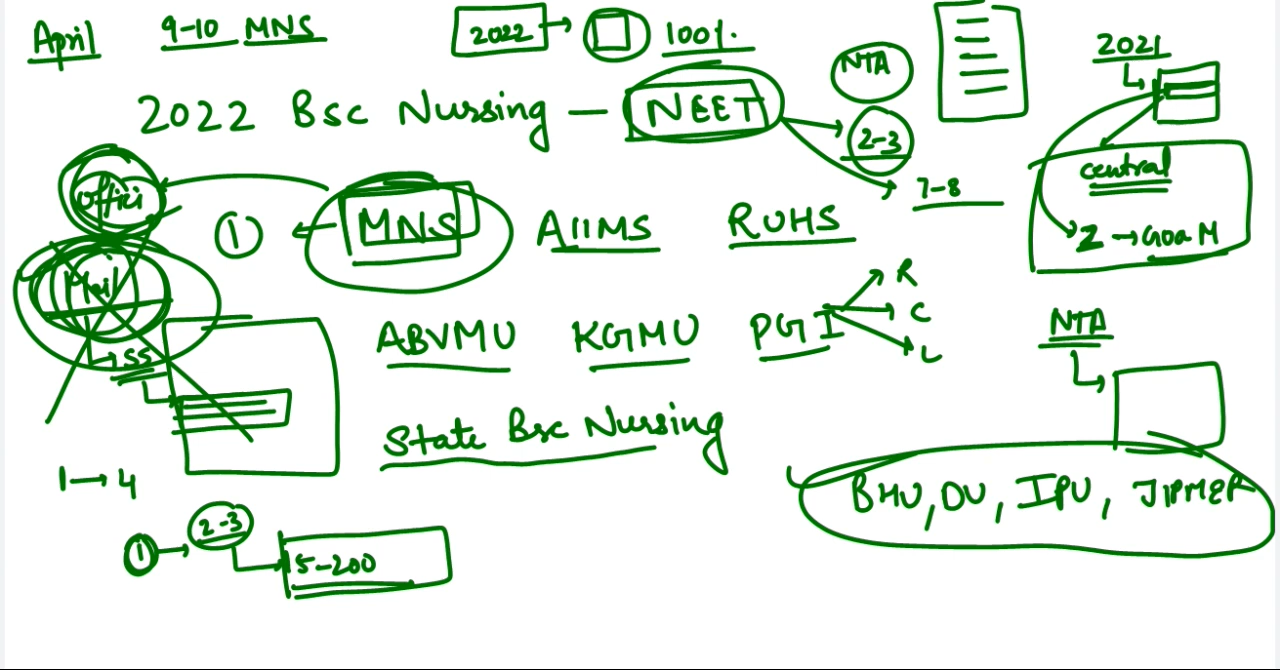 April 9-10 MNS 2022 100%.
NTA
2021
2022 Bsc Nursing - NEET
2-3
7-8
central
2 → Goa M
offici
1 MNS AIIMS RUHS
Mail
SS
ABVMU KGMU PGI
R
C
L
NTA
State Bsc Nursing
1 → 4
BHU, DU, IPU, JIPMER
1 → 2-3
15-200